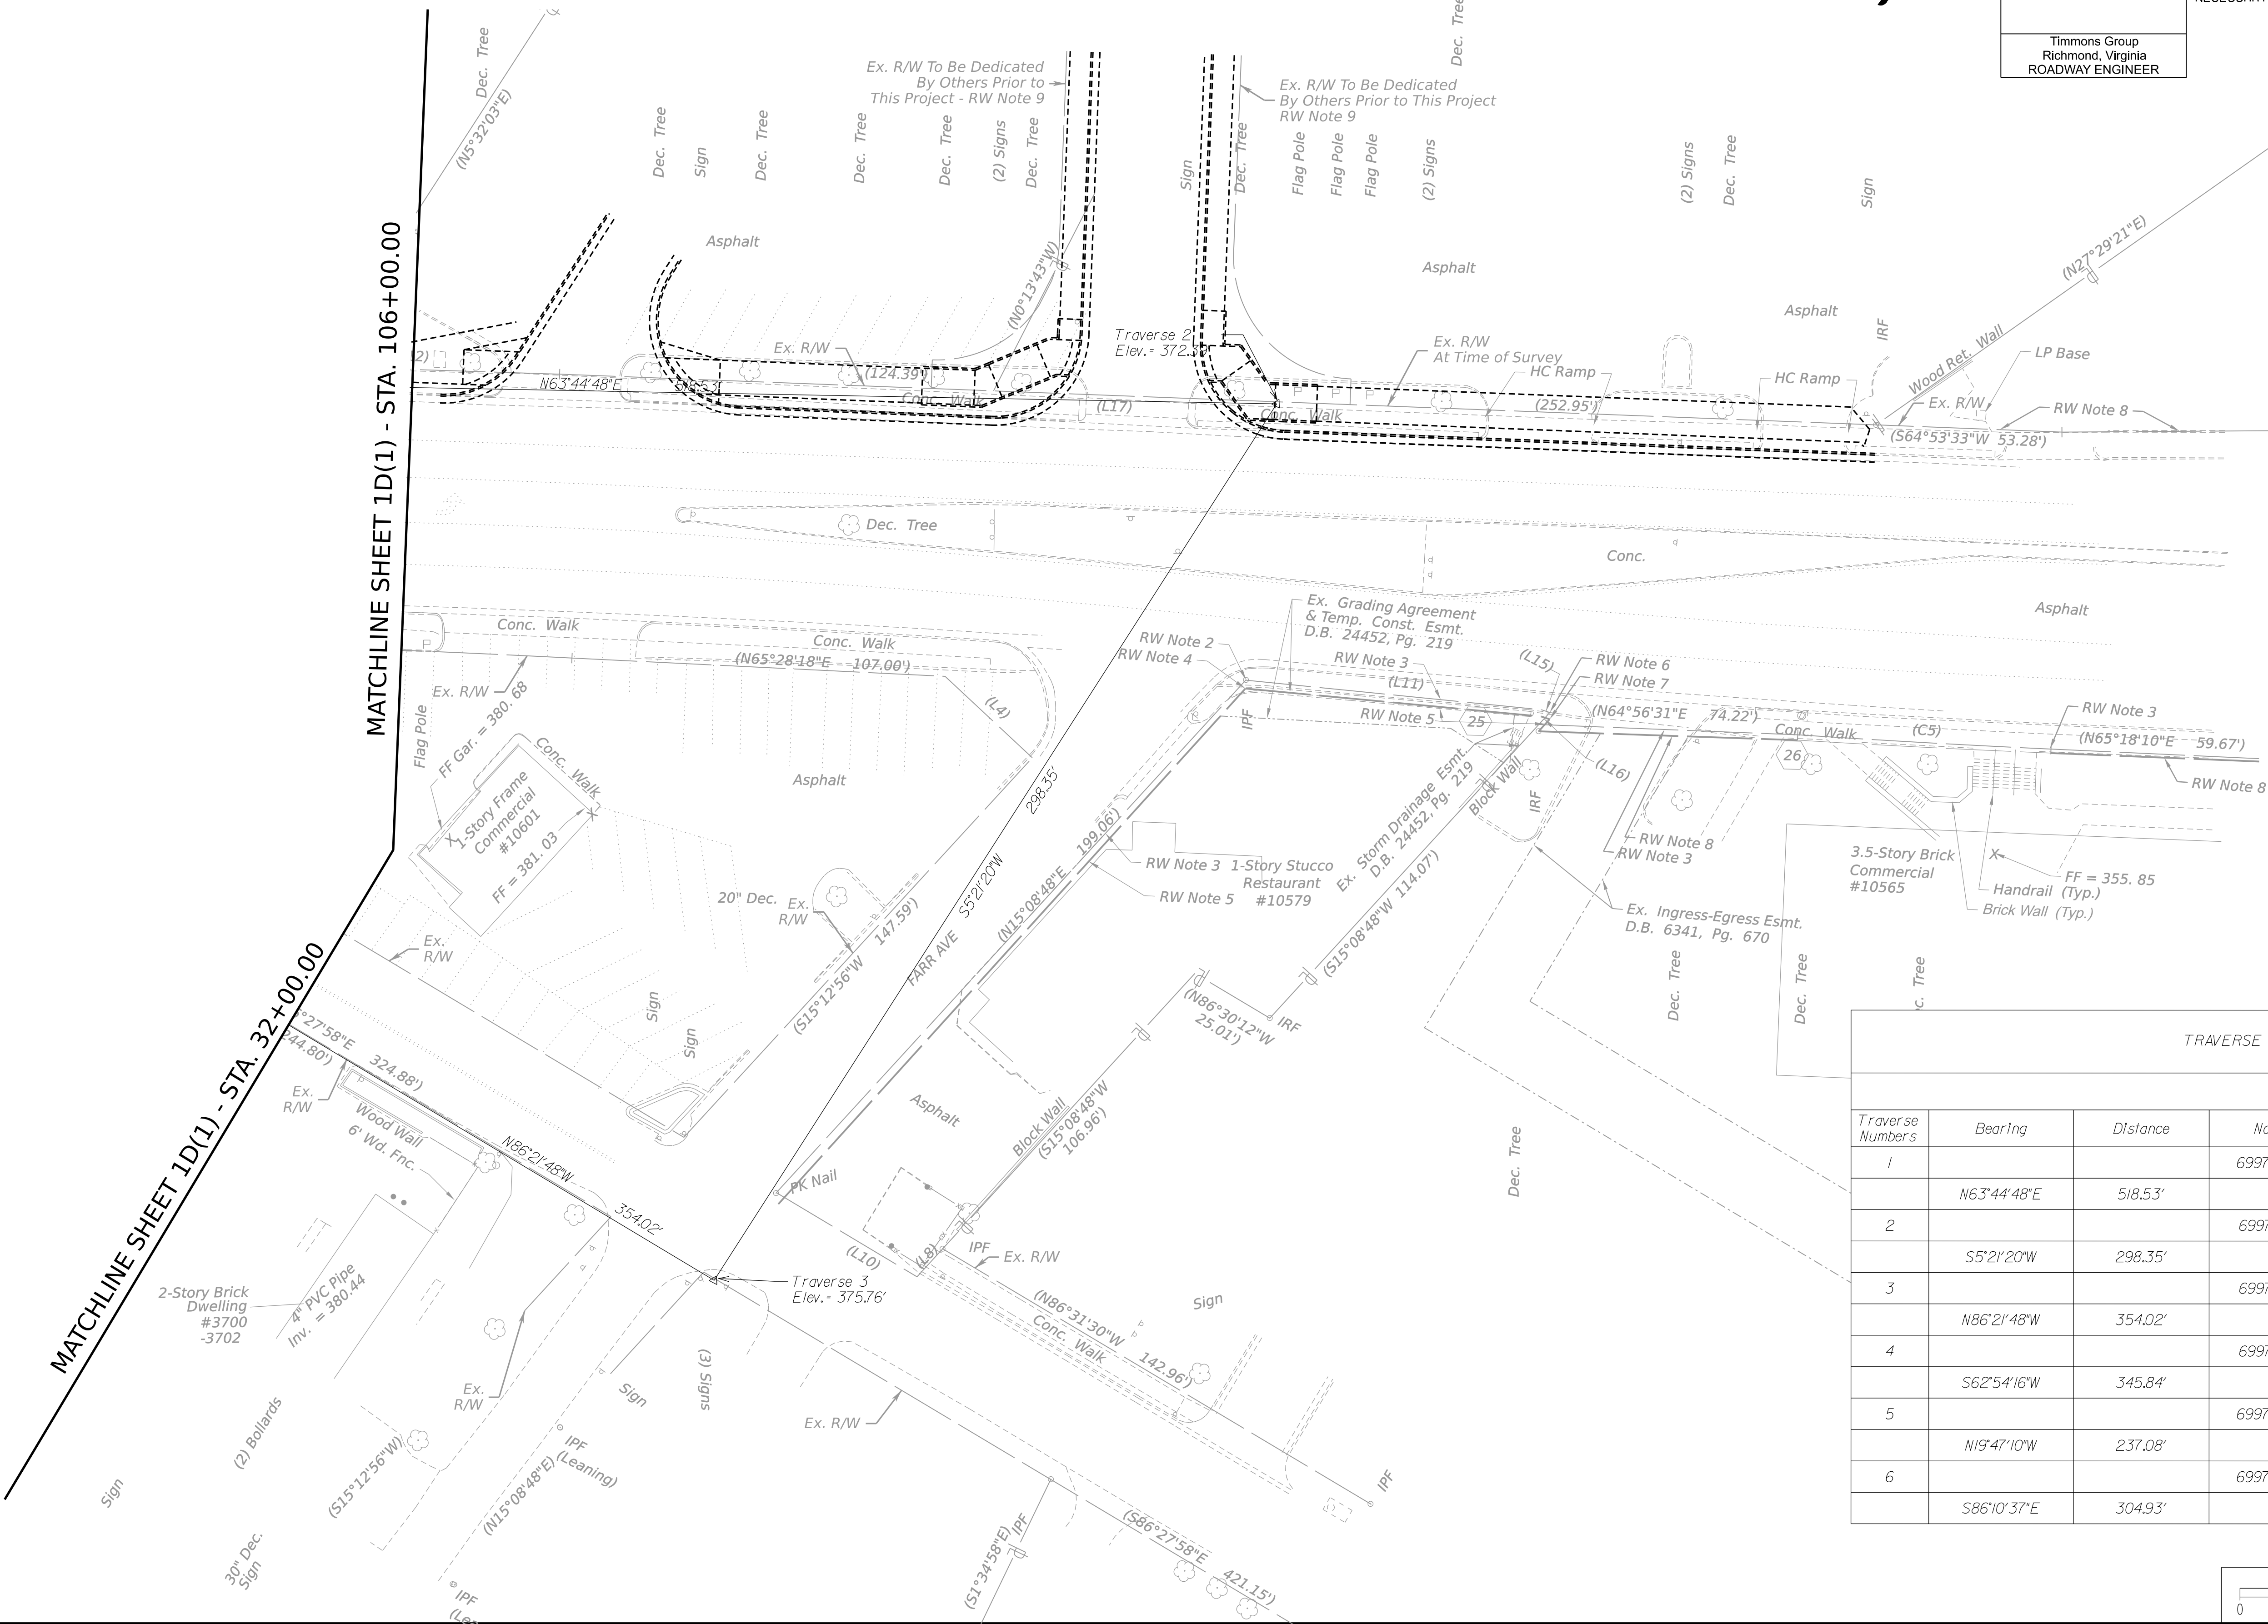 Timmons Group
Richmond, Virginia
ROADWAY ENGINEER
Dec. Tree
(N5°32'03"E)
Ex. R/W To Be Dedicated
By Others Prior to
This Project - RW Note 9
Dec. Tree
Ex. R/W To Be Dedicated
By Others Prior to This Project
RW Note 9
Dec. Tree
Sign
Dec. Tree
Dec. Tree
Dec. Tree
(2) Signs
Dec. Tree
Sign
Dec. Tree
Flag Pole
Flag Pole
Flag Pole
(2) Signs
(2) Signs
Dec. Tree
Sign
(N27°29'21"E)
Asphalt
(N0°13'43"W)
Asphalt
Asphalt
IRF
Wood Ret. Wall
LP Base
MATCHLINE SHEET 1D(1) - STA. 106+00.00
Traverse 2
Elev.= 372.39'
Ex. R/W
Ex. R/W
At Time of Survey
HC Ramp
HC Ramp
(124.39')
N63°44'48"E
518.53'
Conc. Walk
(L17)
Conc. Walk
(252.95')
Ex. R/W
RW Note 8
(S64°53'33"W 53.28')
Dec. Tree
Conc.
Asphalt
Conc. Walk
Conc. Walk
(N65°28'18"E 107.00')
Ex. R/W
(L4)
Ex. Grading Agreement
& Temp. Const. Esmt.
D.B. 24452, Pg. 219
RW Note 2
RW Note 4
RW Note 3
(L11)
(L15)
RW Note 6
RW Note 7
RW Note 5
25
IPF
(N64°56'31"E 74.22')
Conc. Walk
(C5)
RW Note 3
(N65°18'10"E 59.67')
RW Note 8
26
(L16)
Flag Pole
FF Gar. = 380.68
Conc. Walk
1-Story Frame
Commercial
#10601
FF = 381.03
Asphalt
298.35'
Ex. Storm Drainage Esmt.
D.B. 24452, Pg. 219
Block Wall
IRF
RW Note 8
RW Note 3
3.5-Story Brick
Commercial
#10565
FF = 355.85
Handrail (Typ.)
Brick Wall (Typ.)
RW Note 3
1-Story Stucco
Restaurant
#10579
RW Note 5
(N15°08'48"E 199.06')
S5°21'20"W
FARR AVE
(S15°08'48"W 114.07')
Ex. Ingress-Egress Esmt.
D.B. 6341, Pg. 670
20" Dec.
Ex.
R/W
(S15°12'56"W 147.59')
Ex.
R/W
Sign
Sign
(N86°30'12"W
25.01')
IRF
Dec. Tree
Dec. Tree
MATCHLINE SHEET 1D(1) - STA. 32+00.00
324.88')
244.80')
Ex.
R/W
Wood Wall
6' Wd. Fnc.
N86°21'48"W
354.02'
Asphalt
Block Wall
(S15°08'48"W
106.96')
PK Nail
Dec. Tree
(L10)
(L8)
IPF
Ex. R/W
Traverse 3
Elev.= 375.76'
2-Story Brick
Dwelling
#3700
-3702
4" PVC Pipe
Inv. = 380.44
(N86°31'30"W 142.96')
Conc. Walk
Sign
Ex.
R/W
Sign
(3) Signs
Ex. R/W
(2) Bollards
Sign
IPF
(Leaning)
(S15°12'56"W)
(N15°08'48"E)
30" Dec.
Sign
IPF
IPF
(S1°34'58"E)
IPF
(S86°27'58"E 421.15')
TRAVERSE
Traverse
Numbers
Bearing
Distance
1
N63°44'48"E 518.53'
2
S5°21'20"W 298.35'
3
N86°21'48"W 354.02'
4
S62°54'16"W 345.84'
5
N19°47'10"W 237.08'
6
S86°10'37"E 304.93'
0